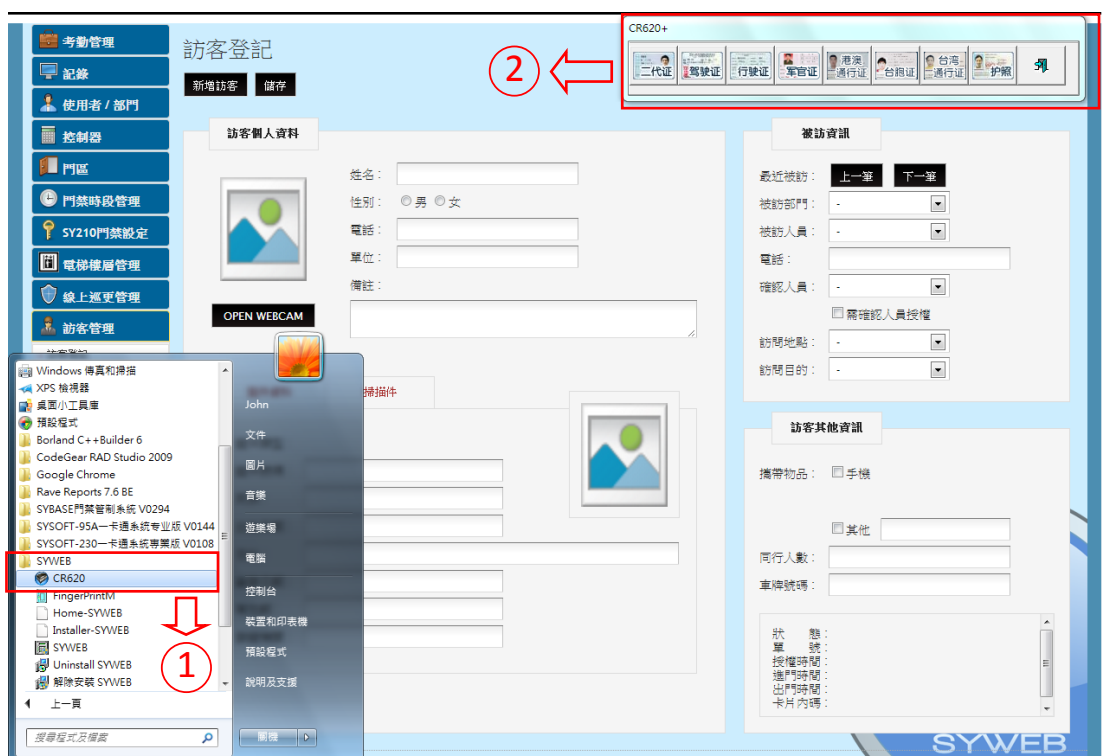 CR620+
二代证 驾驶证 行驶证 军官证 港澳通行证 台胞证 台湾通行证 护照
②
考勤管理
記錄
使用者 / 部門
控制器
門區
門禁時段管理
SY210門禁設定
電梯樓層管理
線上巡更管理
訪客管理
訪客登記
新增訪客 儲存
訪客個人資料
姓名：
性別： 男 女
電話：
單位：
備註：
OPEN WEBCAM
掃描件
被訪資訊
最近被訪： 上一筆 下一筆
被訪部門： -
被訪人員： -
電話：
確認人員： -
需確認人員授權
訪問地點： -
訪問目的： -
訪客其他資訊
攜帶物品： 手機
其他
同行人數：
車牌號碼：
狀 態：
單 號：
授權時間：
進門時間：
出門時間：
卡片內碼：
Windows 傳真和掃描
XPS 檢視器
桌面小工具庫
預設程式
Borland C++Builder 6
CodeGear RAD Studio 2009
Google Chrome
Rave Reports 7.6 BE
SYBASE門禁管制系統 V0294
SYSOFT-95A一卡通系统专业版 V0144
SYSOFT-230一卡通系統專業版 V0108
SYWEB
CR620
FingerPrintM
Home-SYWEB
Installer-SYWEB
SYWEB
Uninstall SYWEB
解除安裝 SYWEB
上一頁
搜尋程式及檔案
John
文件
圖片
音樂
遊樂場
電腦
控制台
裝置和印表機
預設程式
說明及支援
關機
①
SYWEB